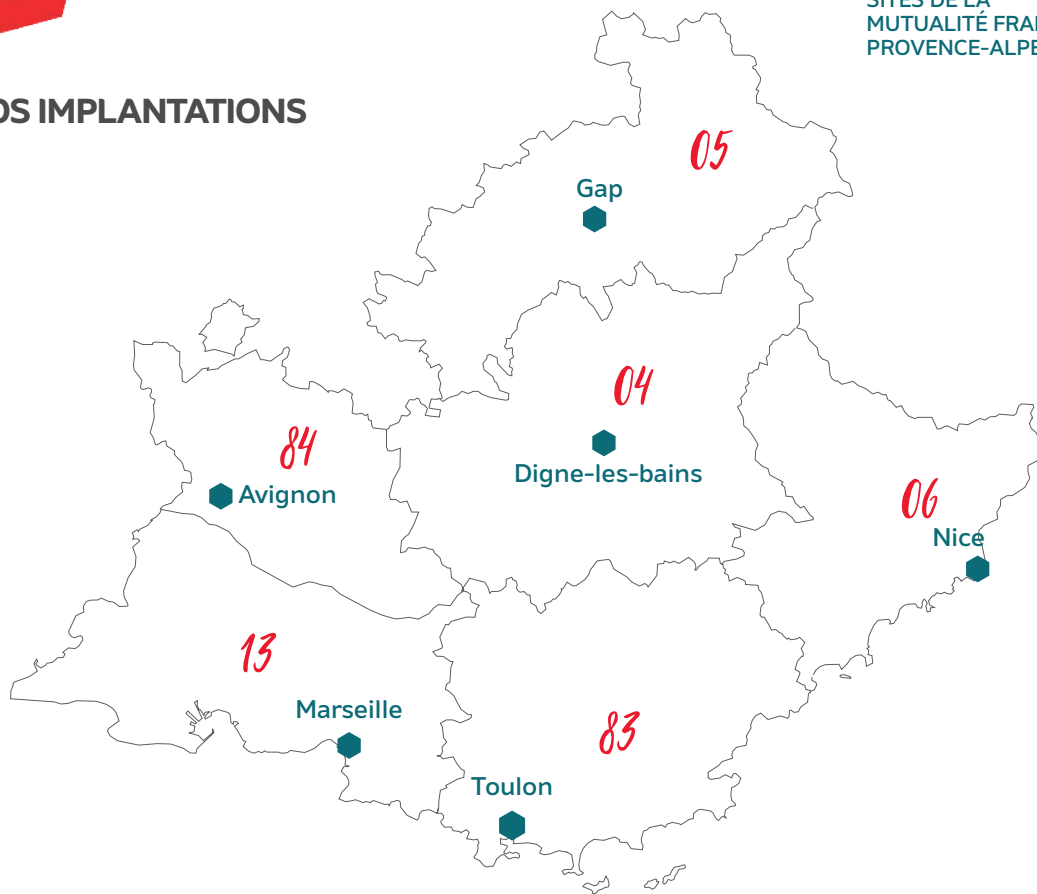 SITES DE LA
MUTUALITÉ
PROVENCE-ALPE
OS IMPLANTATIONS
05
Gap
04
84
Digne-les-bains
Avignon
06
Nice
13
Marseille
83
Toulon